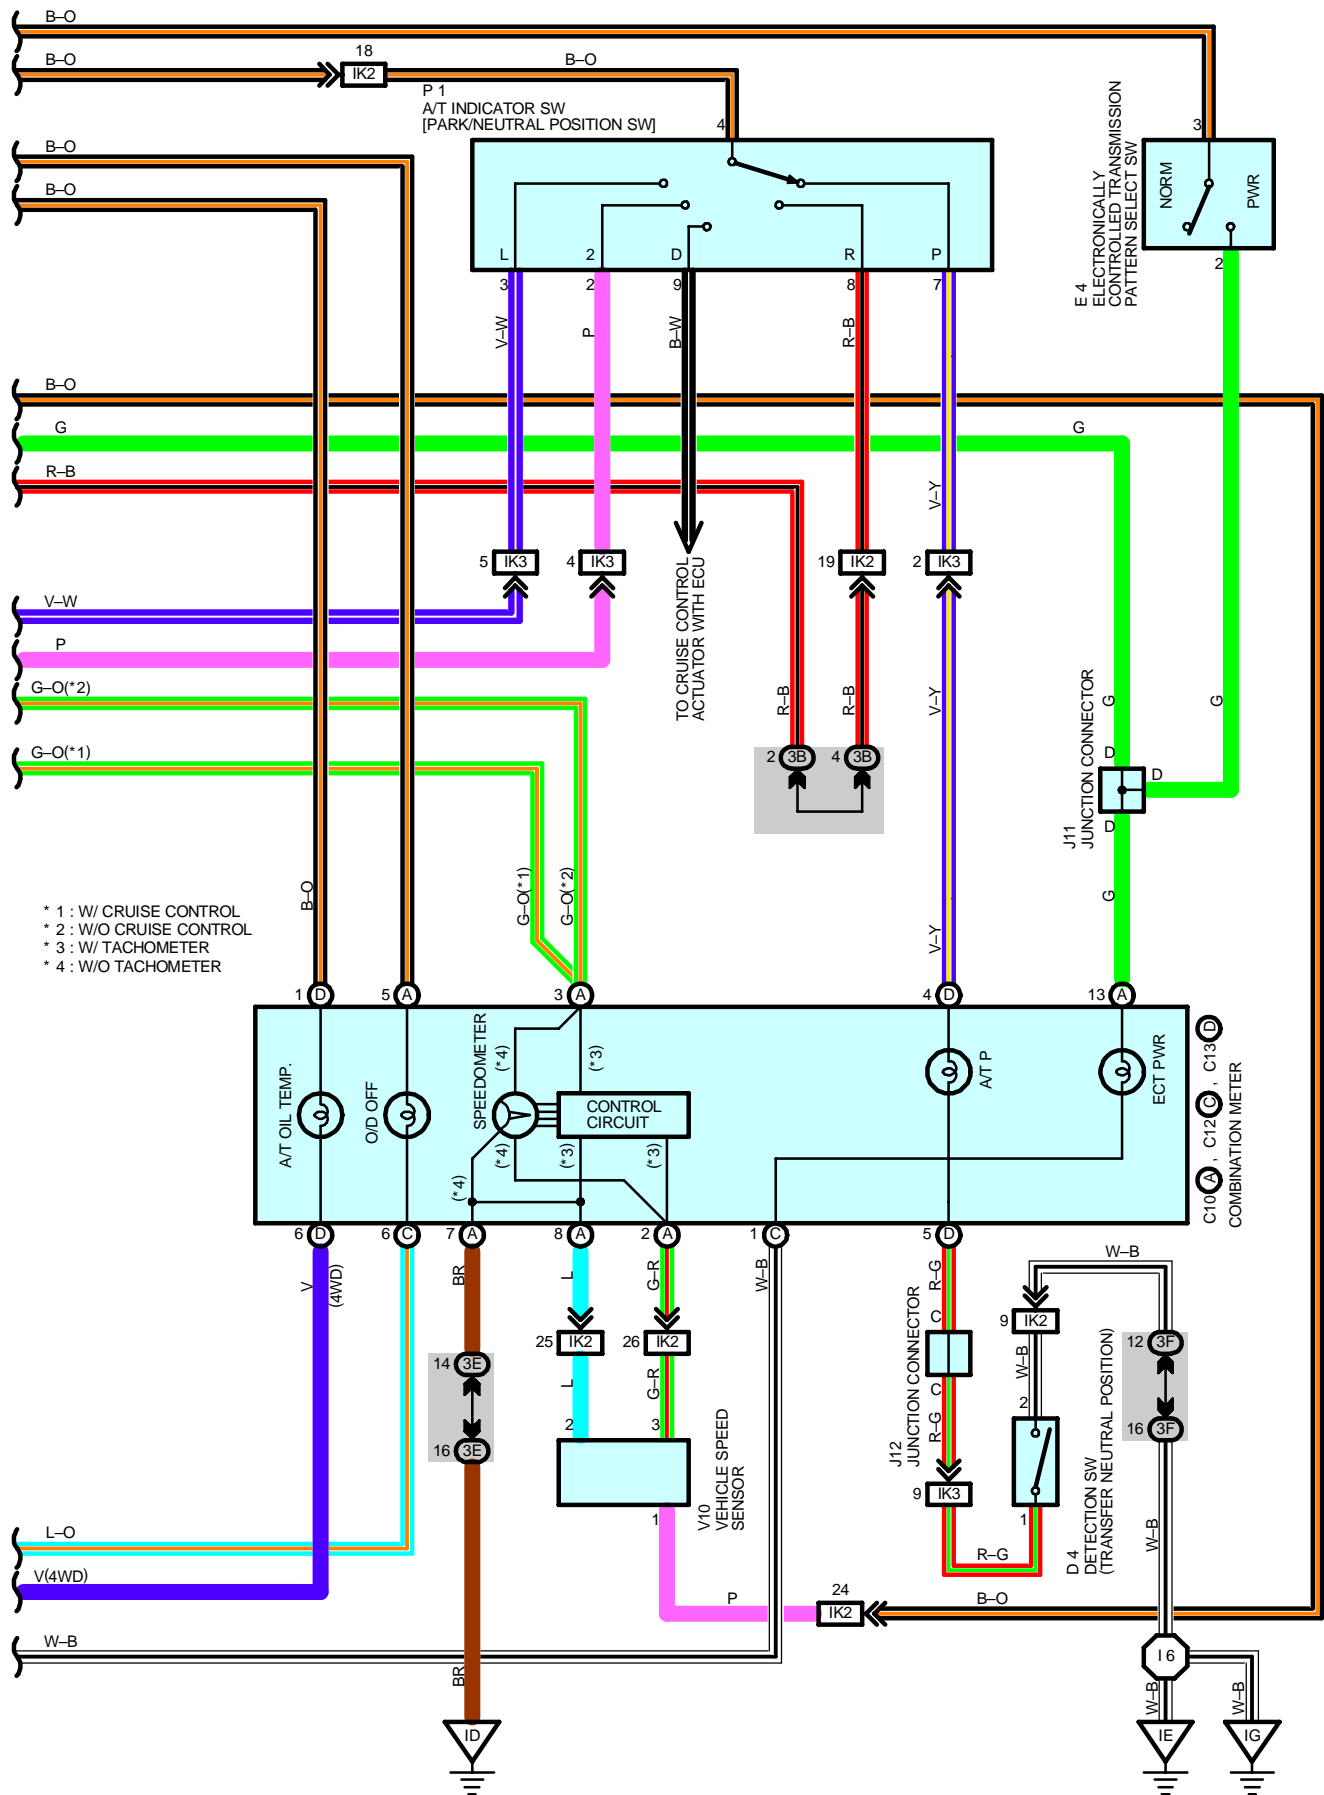 B–O
B–O
18
IK2
B–O
P 1
A/T INDICATOR SW
[PARK/NEUTRAL POSITION SW]
4
3
E 4
ELECTRONICALLY
CONTROLLED TRANSMISSION
PATTERN SELECT SW
NORM
PWR
2
B–O
B–O
L
2
D
R
P
3
2
9
8
7
V–W
P
B–W
R–B
V–Y
B–O
G
G
R–B
5
IK3
4
IK3
19
IK2
2
IK3
TO CRUISE CONTROL
ACTUATOR WITH ECU
V–W
P
G–O(*2)
G–O(*1)
R–B
R–B
V–Y
G
G
2
3B
4
3B
J11
JUNCTION CONNECTOR
D
D
D
B–O
G–O(*1)
G–O(*2)
V–Y
G
* 1 : W/ CRUISE CONTROL
* 2 : W/O CRUISE CONTROL
* 3 : W/ TACHOMETER
* 4 : W/O TACHOMETER
1
D
5
A
3
A
4
D
13
A
A/T OIL TEMP.
O/D OFF
SPEEDOMETER
(*4)
(*3)
CONTROL
CIRCUIT
(*4)
(*4)
(*3)
(*3)
A/T P
ECT PWR
C10 A , C12 C , C13 D
COMBINATION METER
6
D
6
C
7
A
8
A
2
A
1
C
5
D
V
(4WD)
BR
L
G–R
W–B
R–G
W–B
25
IK2
26
IK2
9
IK2
14
3E
16
3E
12
3F
16
3F
L
G–R
C
C
R–G
W–B
J12
JUNCTION CONNECTOR
2
3
1
V10
VEHICLE SPEED
SENSOR
9
IK3
2
1
D 4
DETECTION SW
(TRANSFER NEUTRAL POSITION)
R–G
W–B
L–O
V(4WD)
P
24
IK2
B–O
W–B
BR
I 6
W–B
W–B
ID
IE
IG